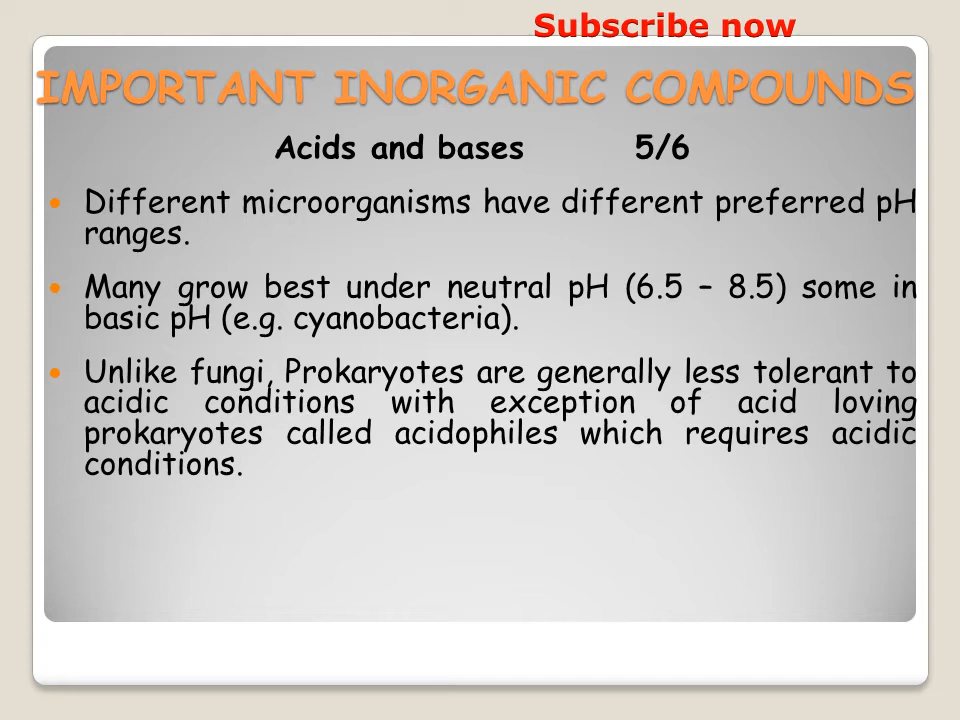 Subscribe now
IMPORTANT INORGANIC COMPOUNDS
Acids and bases 5/6
Different microorganisms have different preferred pH
ranges.
Many grow best under neutral pH (6.5 – 8.5) some in
basic pH (e.g. cyanobacteria).
Unlike fungi, Prokaryotes are generally less tolerant to
acidic conditions with exception of acid loving
prokaryotes called acidophiles which requires acidic
conditions.